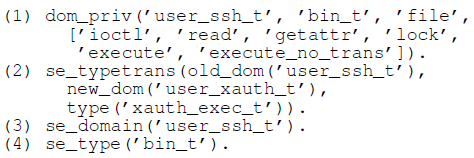 (1) dom_priv('user_ssh_t', 'bin_t', 'file',
['ioctl', 'read', 'getattr', 'lock',
'execute', 'execute_no_trans']).
(2) se_typetrans(old_dom('user_ssh_t'),
new_dom('user_xauth_t'),
type('xauth_exec_t')).
(3) se_domain('user_ssh_t').
(4) se_type('bin_t').